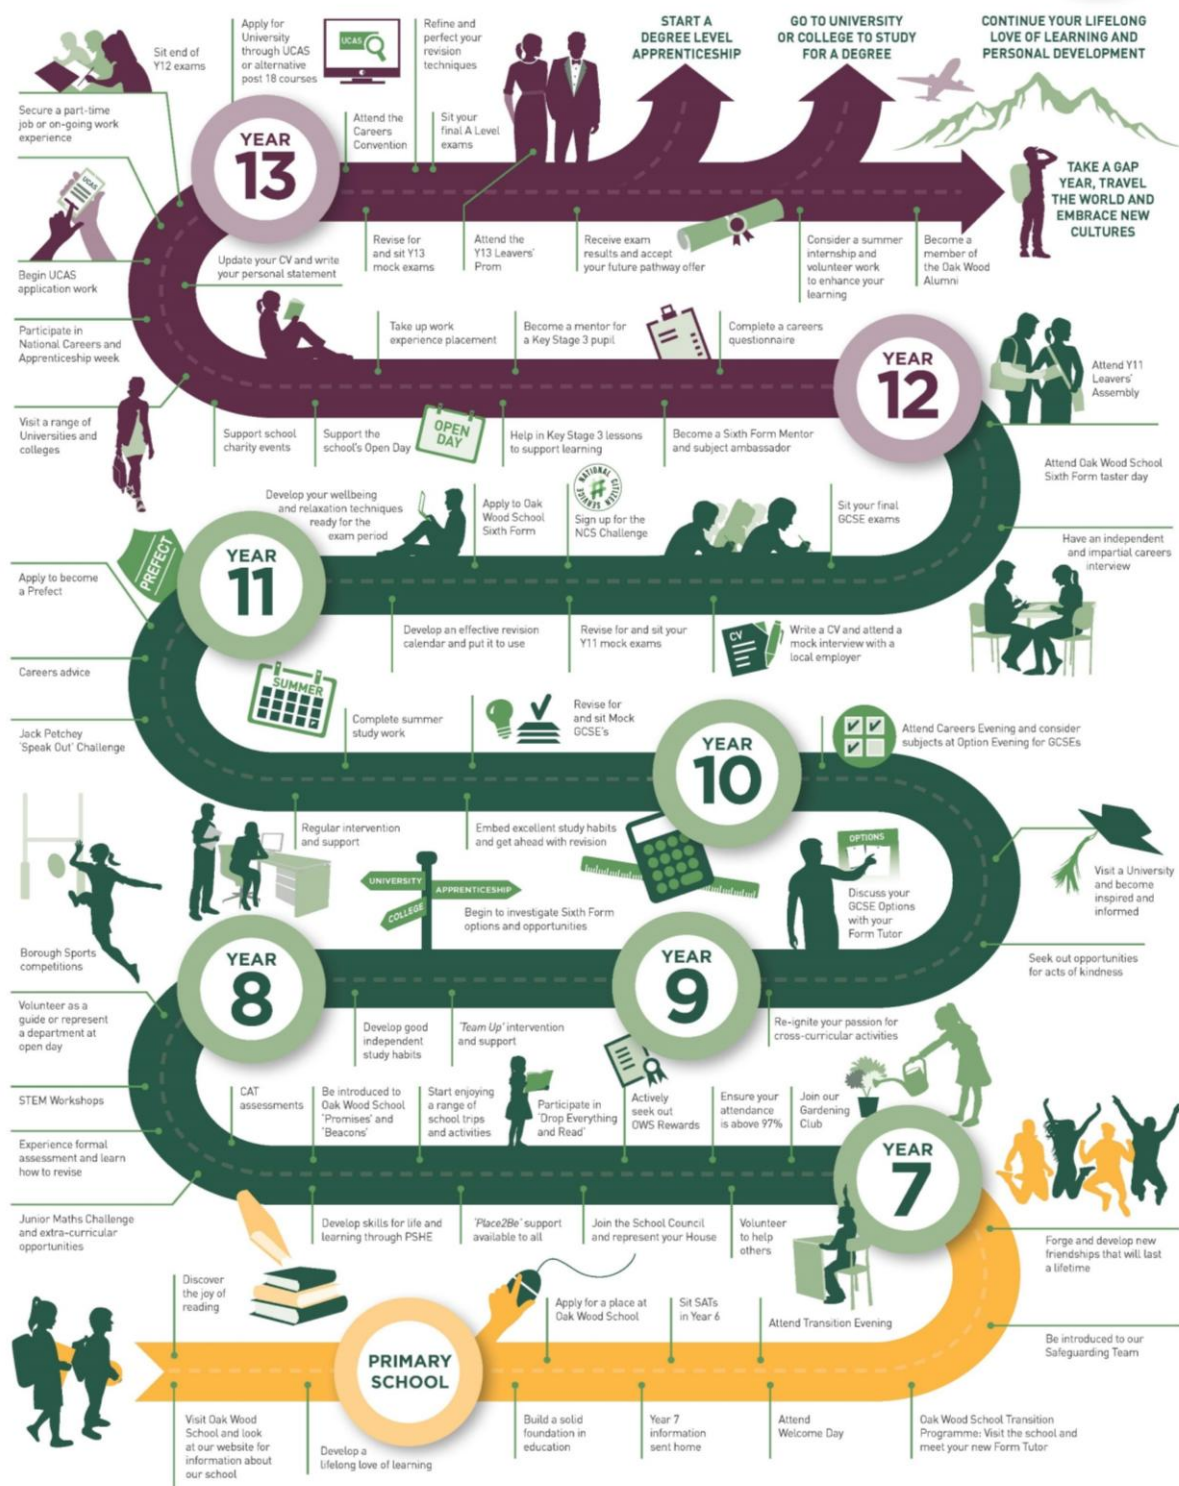 START A
DEGREE LEVEL
APPRENTICESHIP
GO TO UNIVERSITY
OR COLLEGE TO STUDY
FOR A DEGREE
CONTINUE YOUR LIFELONG
LOVE OF LEARNING AND
PERSONAL DEVELOPMENT
TAKE A GAP
YEAR, TRAVEL
THE WORLD AND
EMBRACE NEW
CULTURES
Sit end of
Y12 exams
Apply for
University
through UCAS
or alternative
post 18 courses
UCAS
Refine and
perfect your
revision
techniques
Secure a part-time
job or on-going work
experience
YEAR
13
Attend the
Careers
Convention
Sit your
final A Level
exams
UCAS
Begin UCAS
application work
Update your CV and write
your personal statement
Revise for
and sit Y13
mock exams
Attend the
Y13 Leavers'
Prom
Receive exam
results and accept
your future pathway offer
Consider a summer
internship and
volunteer work
to enhance your
learning
Become a
member of
the Oak Wood
Alumni
Participate in
National Careers and
Apprenticeship week
Take up work
experience placement
Become a mentor for
a Key Stage 3 pupil
Complete a careers
questionnaire
YEAR
12
Attend Y11
Leavers'
Assembly
Visit a range of
Universities and
colleges
Support school
charity events
Support the
school's Open Day
OPEN
DAY
Help in Key Stage 3 lessons
to support learning
Become a Sixth Form Mentor
and subject ambassador
Attend Oak Wood School
Sixth Form taster day
Develop your wellbeing
and relaxation techniques
ready for the
exam period
Apply to Oak
Wood School
Sixth Form
NATIONAL CITIZEN SERVICE
Sign up for the
NCS Challenge
Sit your final
GCSE exams
Have an independent
and impartial careers
interview
PREFECT
YEAR
11
Apply to become
a Prefect
Develop an effective revision
calendar and put it to use
Revise for and sit your
Y11 mock exams
CV
Write a CV and attend a
mock interview with a
local employer
Careers advice
SUMMER
Jack Petchey
'Speak Out' Challenge
Complete summer
study work
Revise for
and sit Mock
GCSE's
YEAR
10
Attend Careers Evening and consider
subjects at Option Evening for GCSEs
Regular intervention
and support
Embed excellent study habits
and get ahead with revision
OPTIONS
Discuss your
GCSE Options
with your
Form Tutor
Visit a University
and become
inspired and
informed
UNIVERSITY
APPRENTICESHIP
COLLEGE
Begin to investigate Sixth Form
options and opportunities
Seek out opportunities
for acts of kindness
Borough Sports
competitions
YEAR
8
YEAR
9
Volunteer as a
guide or represent
a department at
open day
Develop good
independent
study habits
'Team Up' intervention
and support
Re-ignite your passion for
cross-curricular activities
STEM Workshops
CAT
assessments
Be introduced to
Oak Wood School
'Promises' and
'Beacons'
Start enjoying
a range of
school trips
and activities
Participate in
'Drop Everything
and Read'
Actively
seek out
OWS Rewards
Ensure your
attendance
is above 97%
Join our
Gardening
Club
Experience formal
assessment and learn
how to revise
YEAR
7
Junior Maths Challenge
and extra-curricular
opportunities
Develop skills for life and
learning through PSHE
'Place2Be' support
available to all
Join the School Council
and represent your House
Volunteer
to help
others
Forge and develop new
friendships that will last
a lifetime
Discover
the joy of
reading
Apply for a place at
Oak Wood School
Sit SATs
in Year 6
Attend Transition Evening
Be introduced to our
Safeguarding Team
PRIMARY
SCHOOL
Visit Oak Wood
School and look
at our website for
information about
our school
Develop a
lifelong love of learning
Build a solid
foundation in
education
Year 7
information
sent home
Attend
Welcome Day
Oak Wood School Transition
Programme: Visit the school and
meet your new Form Tutor